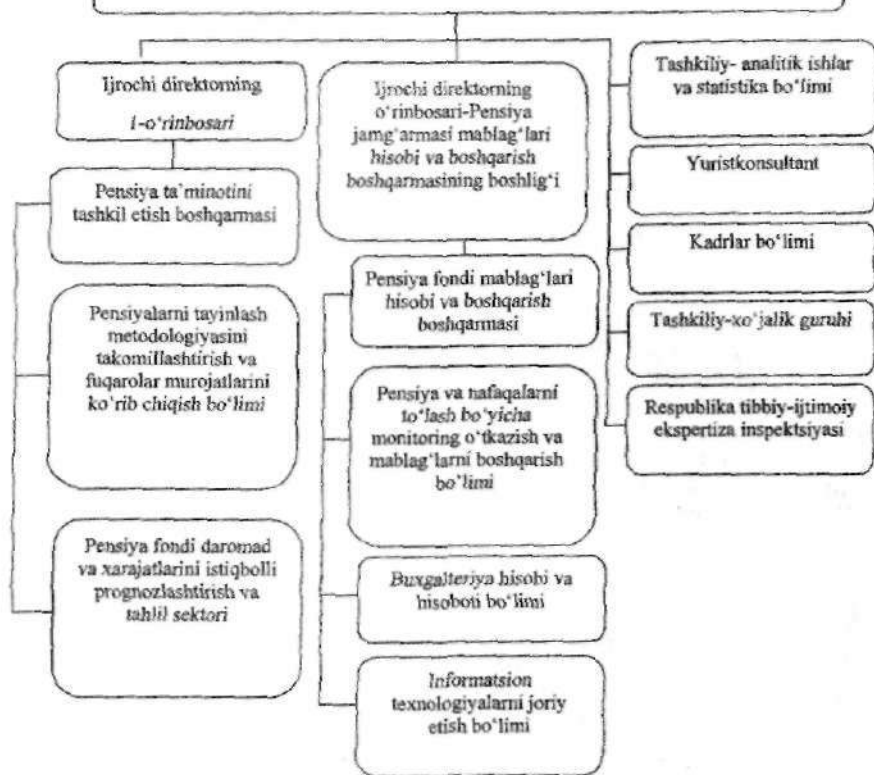 Ijrochi direktorning
1-o‘rinbosari
Pensiya ta’minotini
tashkil etish boshqarmasi
Pensiyalarni tayinlash
metodologiyasini
takomillashtirish va
fuqarolar murojatlarini
ko‘rib chiqish bo‘limi
Pensiya fondi daromad
va xarajatlarini istiqbolli
prognozlashtirish va
tahlil sektori
Ijrochi direktorning
o‘rinbosari-Pensiya
jamg‘armasi mablag‘lari
hisobi va boshqarish
boshqarmasining boshlig‘i
Pensiya fondi mablag‘lari
hisobi va boshqarish
boshqarmasi
Pensiya va nafaqalarni
to‘lash bo‘yicha
monitoring o‘tkazish va
mablag‘larni boshqarish
bo‘limi
Buxgalteriya hisobi va
hisoboti bo‘limi
Informatsion
texnologiyalarni joriy
etish bo‘limi
Tashkiliy- analitik ishlar
va statistika bo‘limi
Yuristkonsultant
Kadrlar bo‘limi
Tashkiliy-xo‘jalik guruhi
Respublika tibbiy-ijtimoiy
ekspertiza inspektsiyasi